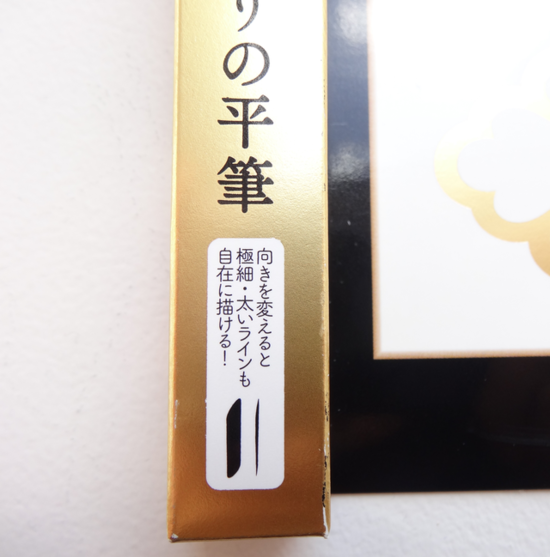 りの平筆
向きを変えると
極細・太いラインも
自在に描ける!